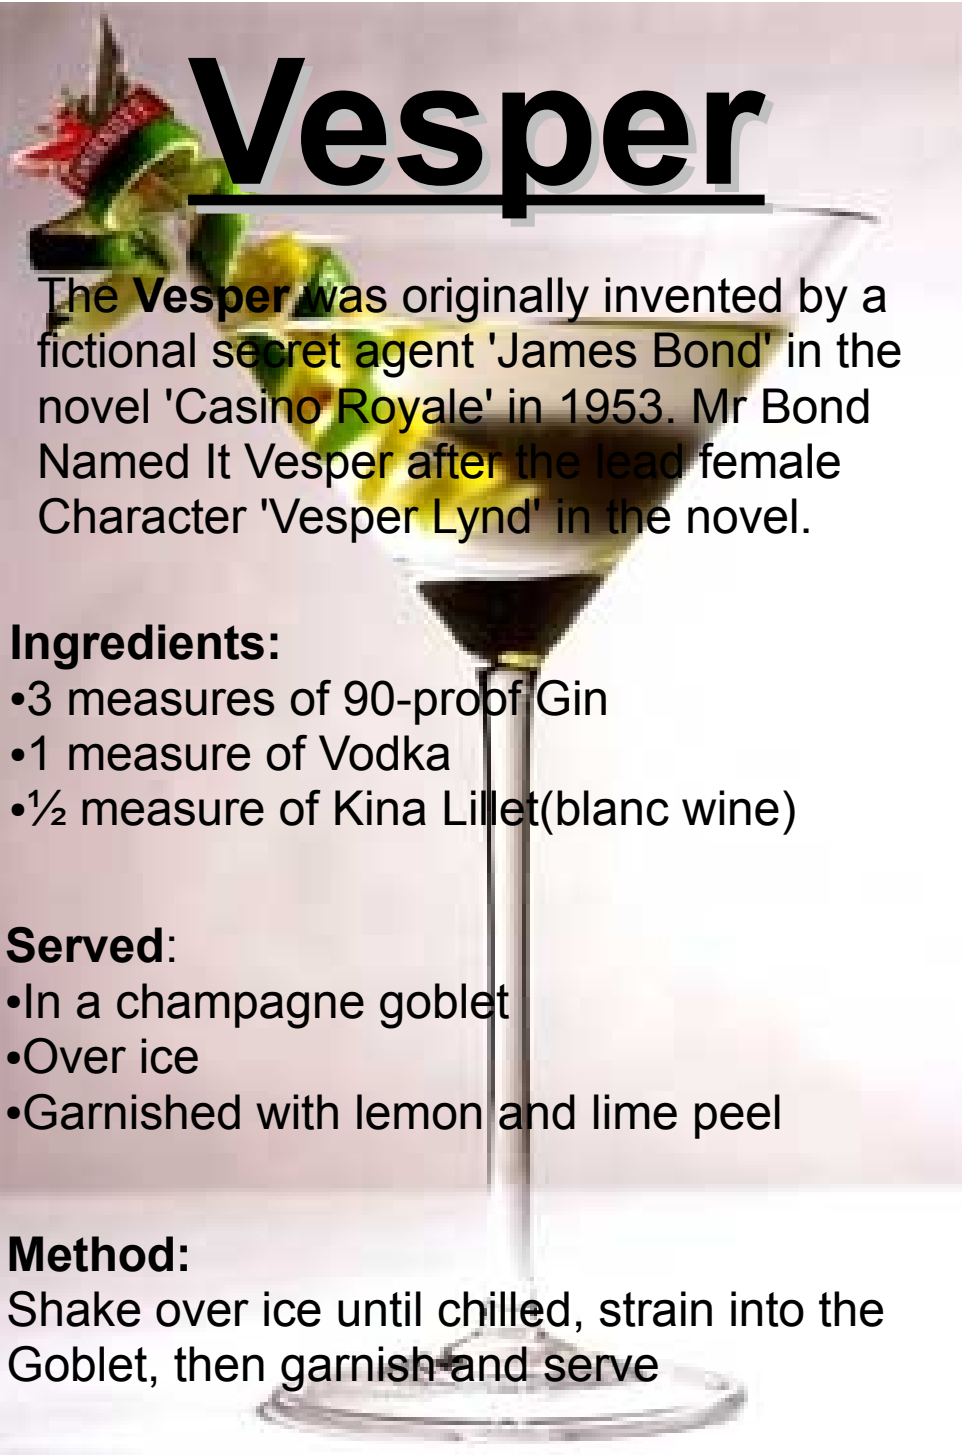 Vesper
The Vesper was originally invented by a
fictional secret agent 'James Bond' in the
novel 'Casino Royale' in 1953. Mr Bond
Named It Vesper after the lead female
Character 'Vesper Lynd' in the novel.
Ingredients:
•3 measures of 90-proof Gin
•1 measure of Vodka
•½ measure of Kina Lillet(blanc wine)
Served:
•In a champagne goblet
•Over ice
•Garnished with lemon and lime peel
Method:
Shake over ice until chilled, strain into the
Goblet, then garnish and serve